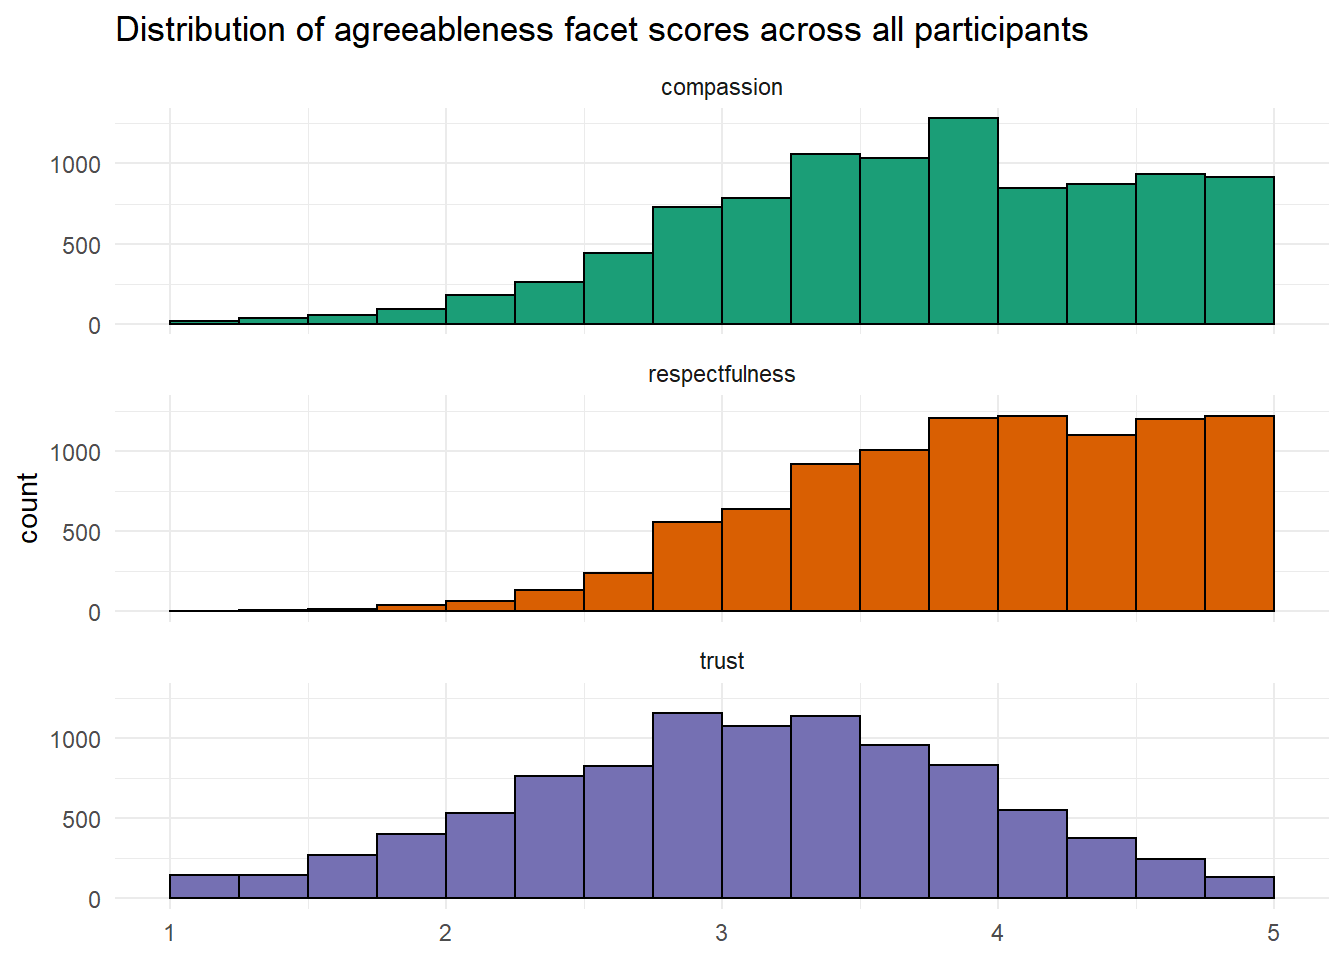 Distribution of agreeableness facet scores across all participants
compassion
1000
500
0
respectfulness
1000
500
0
count
trust
1000
500
0
1 2 3 4 5